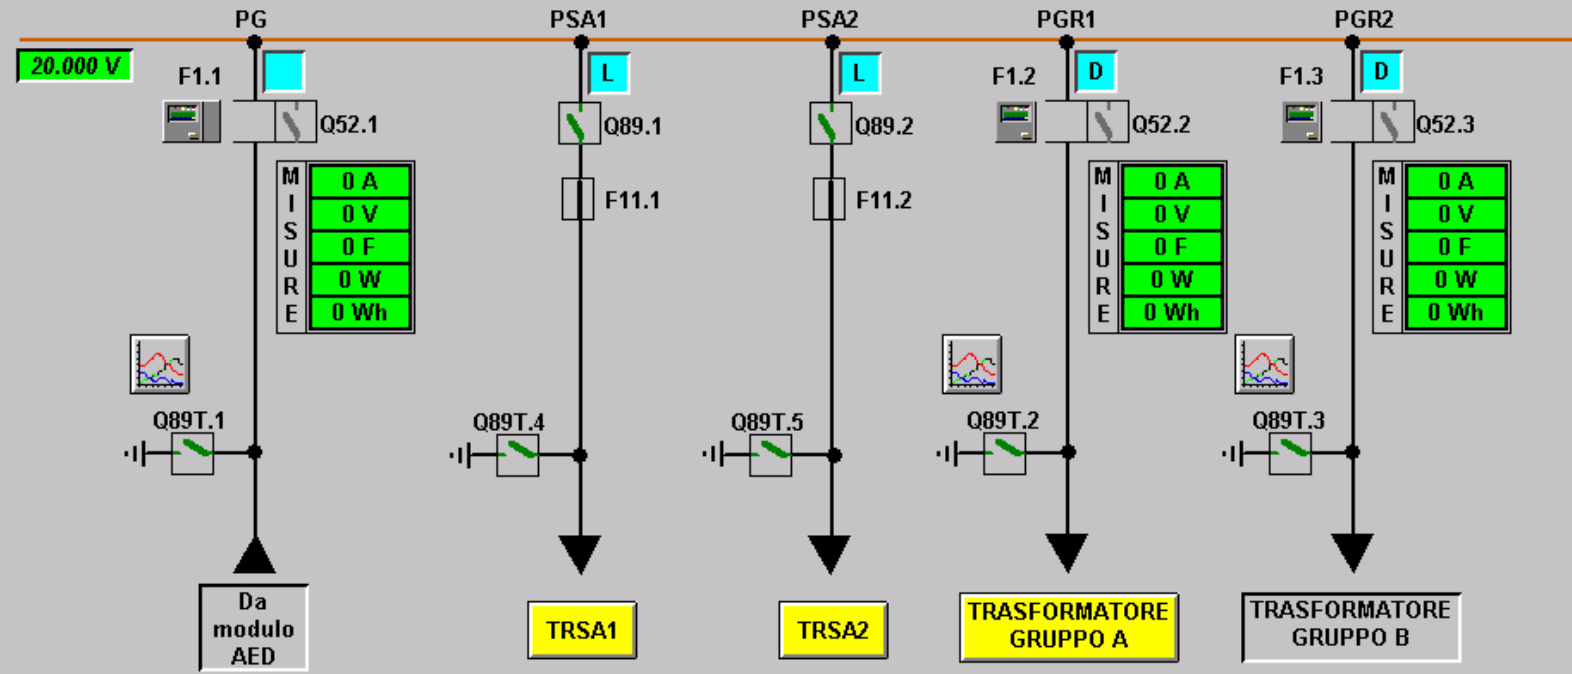 PG
PSA1
PSA2
PGR1
PGR2
20.000 V
F1.1
Q52.1
L
Q89.1
L
Q89.2
F1.2
D
Q52.2
F1.3
D
Q52.3
MISURE
0 A
0 V
0 F
0 W
0 Wh
F11.1
F11.2
MISURE
0 A
0 V
0 F
0 W
0 Wh
MISURE
0 A
0 V
0 F
0 W
0 Wh
Q89T.1
Q89T.4
Q89T.5
Q89T.2
Q89T.3
Da
modulo
AED
TRSA1
TRSA2
TRASFORMATORE
GRUPPO A
TRASFORMATORE
GRUPPO B